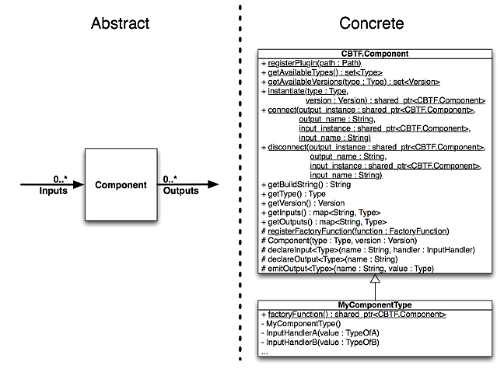 Abstract
Concrete
0..*
Inputs
Component
0..*
Outputs
CBTF.Component
+ registerPlugin(path : Path)
+ getAvailableTypes() : set<Type>
+ getAvailableVersions(type : Type) : set<Version>
+ instantiate(type : Type,
version : Version) : shared_ptr<CBTF.Component>
+ connect(output_instance : shared_ptr<CBTF.Component>,
output_name : String,
input_instance : shared_ptr<CBTF.Component>,
input_name : String)
+ disconnect(output_instance : shared_ptr<CBTF.Component>,
output_name : String,
input_instance : shared_ptr<CBTF.Component>,
input_name : String)
+ getBuildString() : String
+ getType() : Type
+ getVersion() : Version
+ getInputs() : map<String, Type>
+ getOutputs() : map<String, Type>
# registerFactoryFunction(function : FactoryFunction)
# Component(type : Type, version : Version)
# declareInput<Type>(name : String, handler : InputHandler)
# declareOutput<Type>(name : String)
# emitOutput<Type>(name : String, value : Type)
MyComponentType
+ factoryFunction() : shared_ptr<CBTF.Component>
- MyComponentType()
- InputHandlerA(value : TypeOfA)
- InputHandlerB(value : TypeOfB)
...